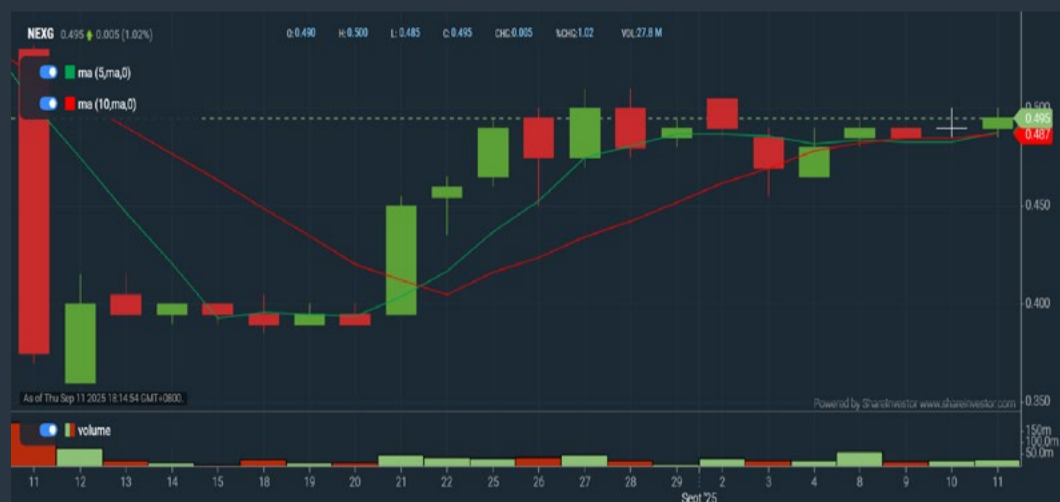 NEXG 0.495 0.005 (1.02%) O: 0.490 H: 0.500 L: 0.485 C: 0.495 CHG:0.005 %CHG:1.02 VOL:27.8 M
ma (5,ma,0)
ma (10,ma,0)
0.500
0.495
0.487
0.450
0.400
0.350
As of Thu Sep 11 2025 18:14:54 GMT+0800.
Powered by ShareInvestor www.shareinvestor.com
volume
150m
100.0m
50.0m
11 12 13 14 15 18 19 20 21 22 25 26 27 28 29 2 3 4 8 9 10 11
Sept '25